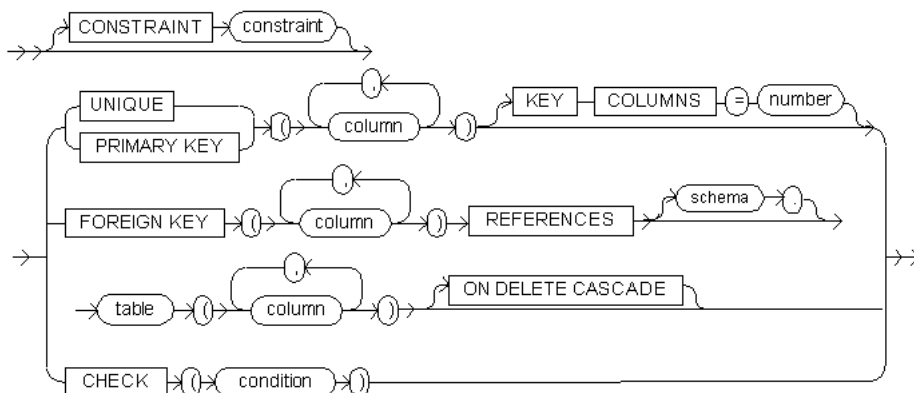 CONSTRAINT constraint
,
UNIQUE
PRIMARY KEY ( column ) KEY COLUMNS = number
,
FOREIGN KEY ( column ) REFERENCES schema .
,
table ( column ) ON DELETE CASCADE
CHECK ( condition )